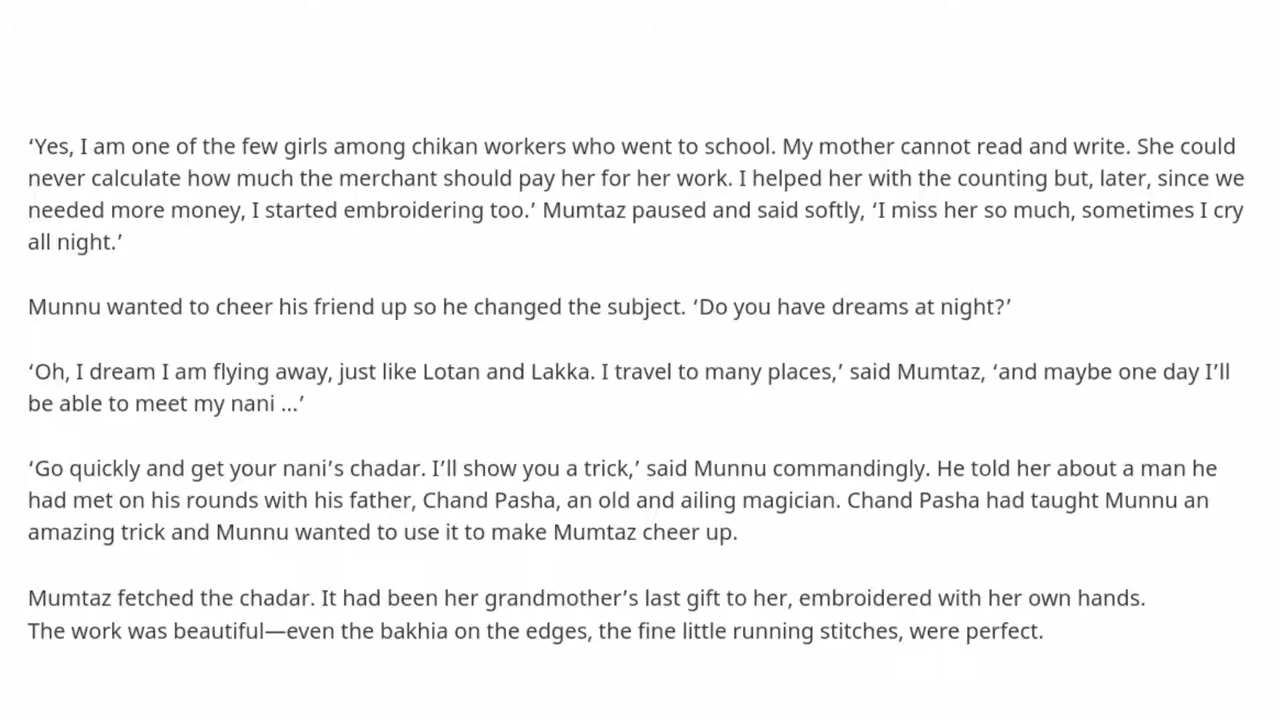 ‘Yes, I am one of the few girls among chikan workers who went to school. My mother cannot read and write. She could
never calculate how much the merchant should pay her for her work. I helped her with the counting but, later, since we
needed more money, I started embroidering too.’ Mumtaz paused and said softly, ‘I miss her so much, sometimes I cry
all night.’
Munnu wanted to cheer his friend up so he changed the subject. ‘Do you have dreams at night?’
‘Oh, I dream I am flying away, just like Lotan and Lakka. I travel to many places,’ said Mumtaz, ‘and maybe one day I’ll
be able to meet my nani ...’
‘Go quickly and get your nani’s chadar. I’ll show you a trick,’ said Munnu commandingly. He told her about a man he
had met on his rounds with his father, Chand Pasha, an old and ailing magician. Chand Pasha had taught Munnu an
amazing trick and Munnu wanted to use it to make Mumtaz cheer up.
Mumtaz fetched the chadar. It had been her grandmother’s last gift to her, embroidered with her own hands.
The work was beautiful—even the bakhia on the edges, the fine little running stitches, were perfect.